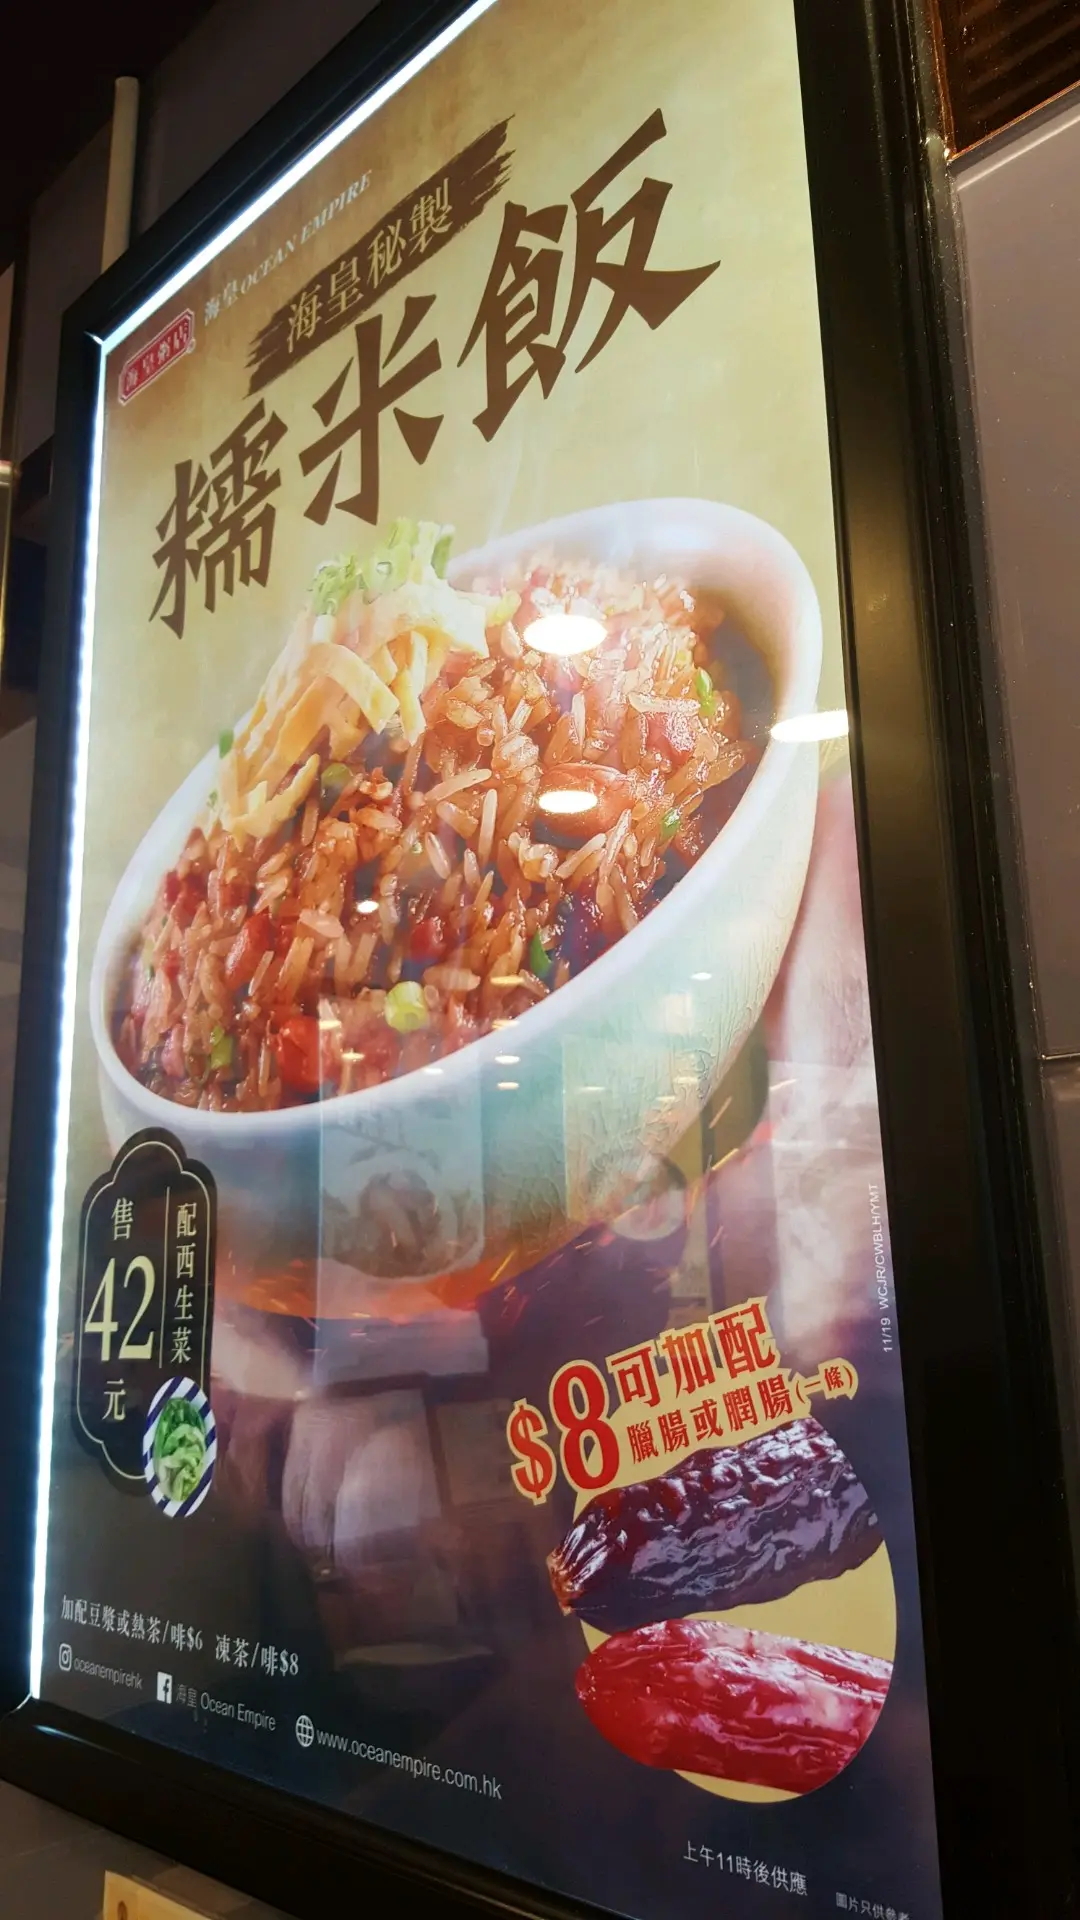 海皇粥店
海皇 OCEAN EMPIRE
海皇秘製
糯米飯
售42元
配西生菜
$8可加配
臘腸或膶腸(一條)
11/19 WCJR/CWBLH/YMT
加配豆漿或熱茶/啡$6 凍茶/啡$8
oceanempirehk
海皇 Ocean Empire
www.oceanempire.com.hk
上午11時後供應
圖片只供參考